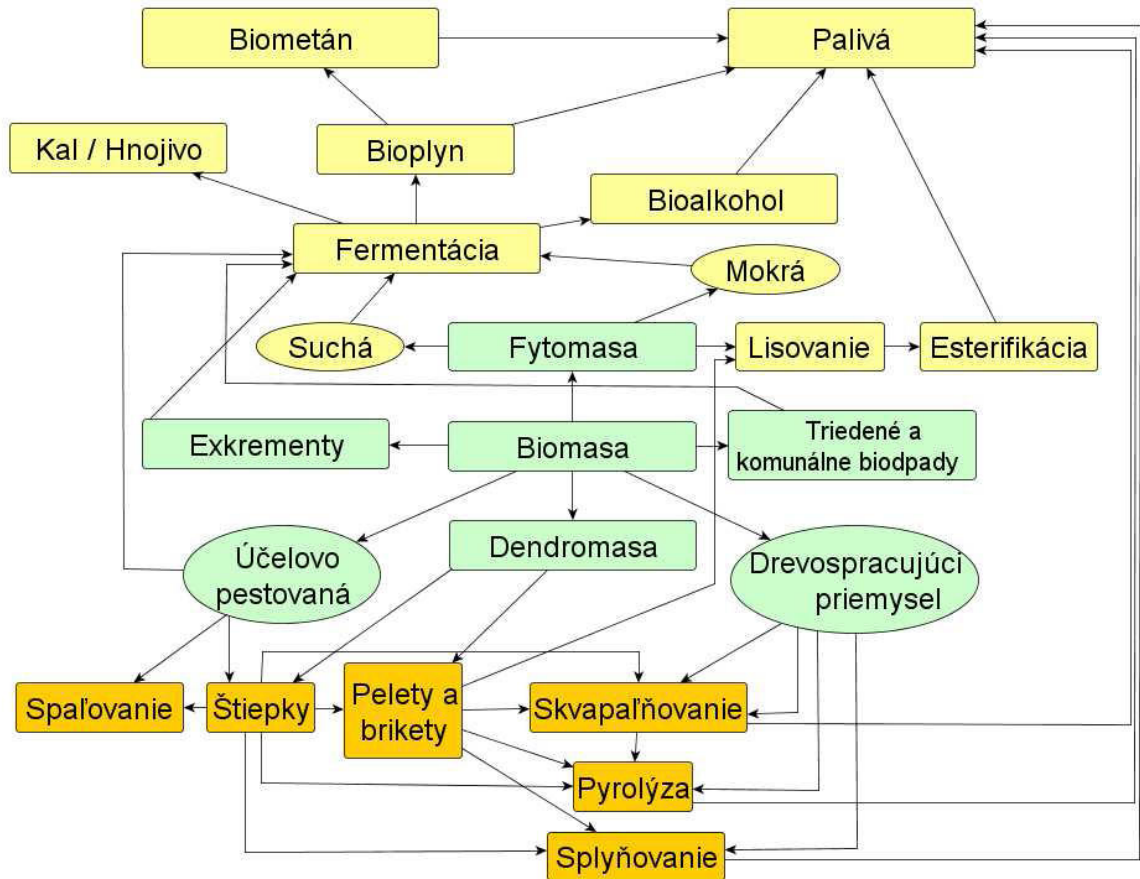 Biometán
Palivá
Kal / Hnojivo
Bioplyn
Bioalkohol
Fermentácia
Mokrá
Suchá
Fytomasa
Lisovanie
Esterifikácia
Exkrementy
Biomasa
Triedené a
komunálne biodpady
Účelovo
pestovaná
Dendromasa
Drevospracujúci
priemysel
Spaľovanie
Štiepky
Pelety a
brikety
Skvapaľňovanie
Pyrolýza
Splyňovanie